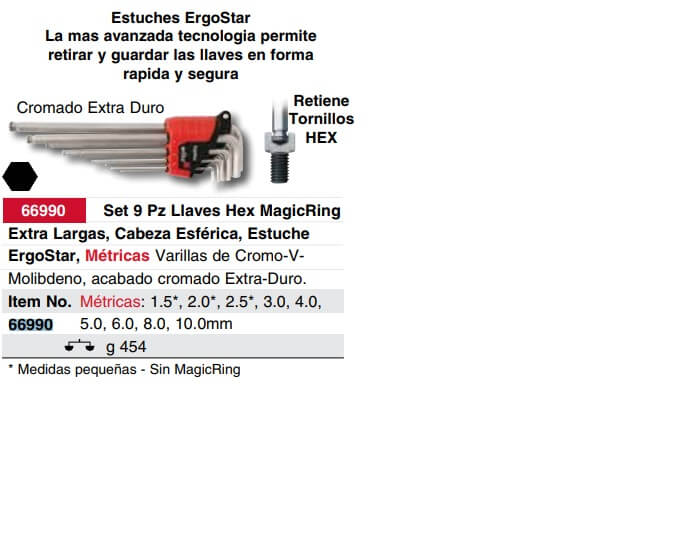 Estuches ErgoStar
La mas avanzada tecnologia permite
retirar y guardar las llaves en forma
rapida y segura
Cromado Extra Duro
Retiene
Tornillos
HEX
66990 Set 9 Pz Llaves Hex MagicRing
Extra Largas, Cabeza Esférica, Estuche
ErgoStar, Métricas Varillas de Cromo-V-
Molibdeno, acabado cromado Extra-Duro.
Item No. Métricas: 1.5*, 2.0*, 2.5*, 3.0, 4.0,
66990 5.0, 6.0, 8.0, 10.0mm
g 454
* Medidas pequeñas - Sin MagicRing